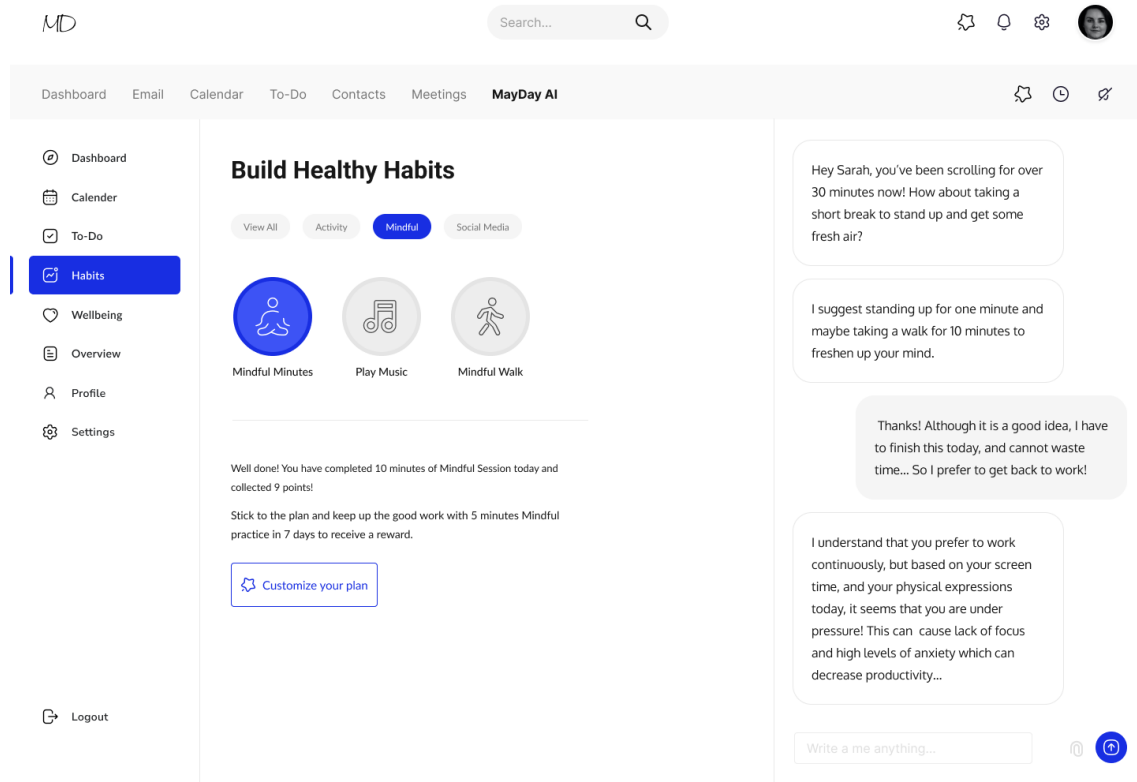 MD
Search...
Dashboard Email Calendar To-Do Contacts Meetings MayDay AI
Dashboard
Calender
To-Do
Habits
Wellbeing
Overview
Profile
Settings
Logout
Build Healthy Habits
View All Activity Mindful Social Media
Mindful Minutes Play Music Mindful Walk
Well done! You have completed 10 minutes of Mindful Session today and
collected 9 points!
Stick to the plan and keep up the good work with 5 minutes Mindful
practice in 7 days to receive a reward.
Customize your plan
Hey Sarah, you've been scrolling for over
30 minutes now! How about taking a
short break to stand up and get some
fresh air?
I suggest standing up for one minute and
maybe taking a walk for 10 minutes to
freshen up your mind.
Thanks! Although it is a good idea, I have
to finish this today, and cannot waste
time... So I prefer to get back to work!
I understand that you prefer to work
continuously, but based on your screen
time, and your physical expressions
today, it seems that you are under
pressure! This can cause lack of focus
and high levels of anxiety which can
decrease productivity...
Write a me anything...